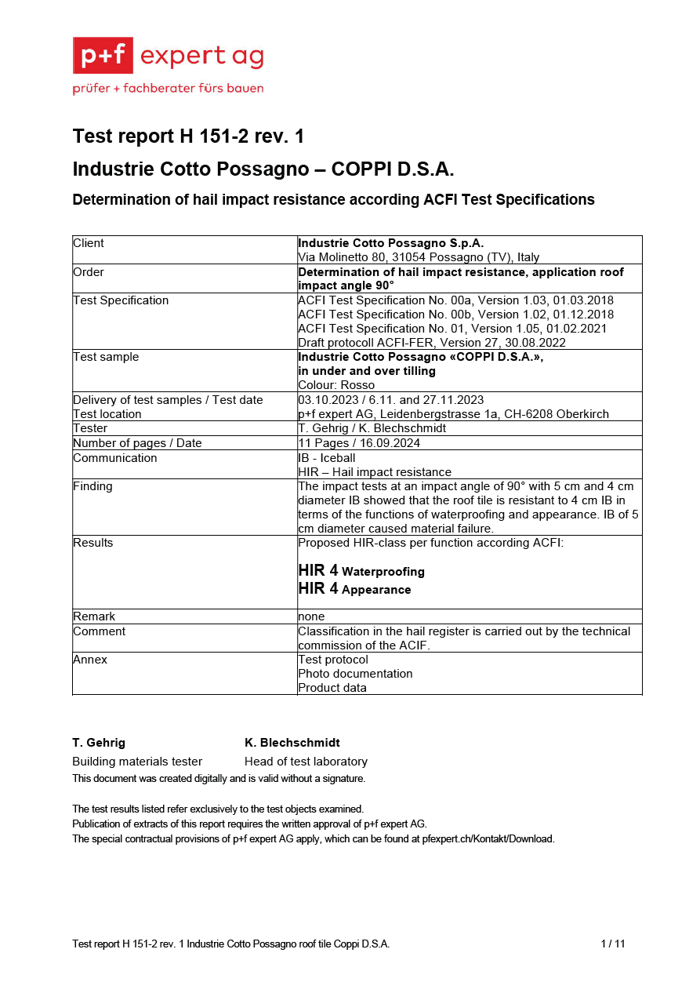 p+f expert ag
prüfer + fachberater fürs bauen
Test report H 151-2 rev. 1
Industrie Cotto Possagno – COPPI D.S.A.
Determination of hail impact resistance according ACFI Test Specifications
Client
Industrie Cotto Possagno S.p.A.
Via Molinetto 80, 31054 Possagno (TV), Italy
Order
Determination of hail impact resistance, application roof
impact angle 90°
Test Specification
ACFI Test Specification No. 00a, Version 1.03, 01.03.2018
ACFI Test Specification No. 00b, Version 1.02, 01.12.2018
ACFI Test Specification No. 01, Version 1.05, 01.02.2021
Draft protocoll ACFI-FER, Version 27, 30.08.2022
Test sample
Industrie Cotto Possagno «COPPI D.S.A.»,
in under and over tilling
Colour: Rosso
Delivery of test samples / Test date
03.10.2023 / 6.11. and 27.11.2023
Test location
p+f expert AG, Leidenbergstrasse 1a, CH-6208 Oberkirch
Tester
T. Gehrig / K. Blechschmidt
Number of pages / Date
11 Pages / 16.09.2024
Communication
IB - Iceball
HIR – Hail impact resistance
Finding
The impact tests at an impact angle of 90° with 5 cm and 4 cm
diameter IB showed that the roof tile is resistant to 4 cm IB in
terms of the functions of waterproofing and appearance. IB of 5
cm diameter caused material failure.
Results
Proposed HIR-class per function according ACFI:
HIR 4 Waterproofing
HIR 4 Appearance
Remark
none
Comment
Classification in the hail register is carried out by the technical
commission of the ACIF.
Annex
Test protocol
Photo documentation
Product data
T. Gehrig K. Blechschmidt
Building materials tester Head of test laboratory
This document was created digitally and is valid without a signature.
The test results listed refer exclusively to the test objects examined.
Publication of extracts of this report requires the written approval of p+f expert AG.
The special contractual provisions of p+f expert AG apply, which can be found at pfexpert.ch/Kontakt/Download.
Test report H 151-2 rev. 1 Industrie Cotto Possagno roof tile Coppi D.S.A. 1 / 11